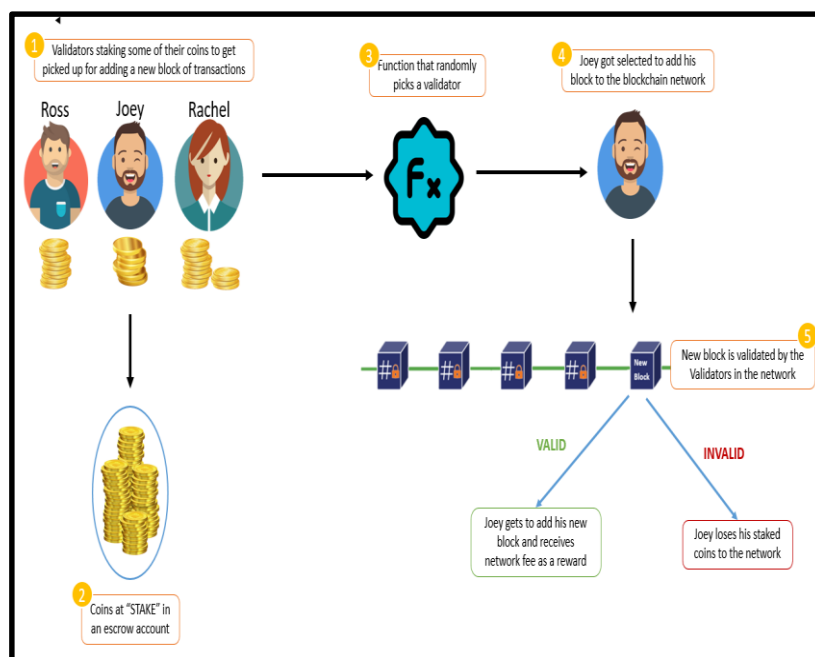 1
Validators staking some of their coins to get
picked up for adding a new block of transactions
Ross
Joey
Rachel
3
Function that randomly
picks a validator
Fx
4
Joey got selected to add his
block to the blockchain network
#
#
#
#
New
Block
5
New block is validated by the
Validators in the network
VALID
INVALID
Joey gets to add his new
block and receives
network fee as a reward
Joey loses his staked
coins to the network
2
Coins at “STAKE” in
an escrow account